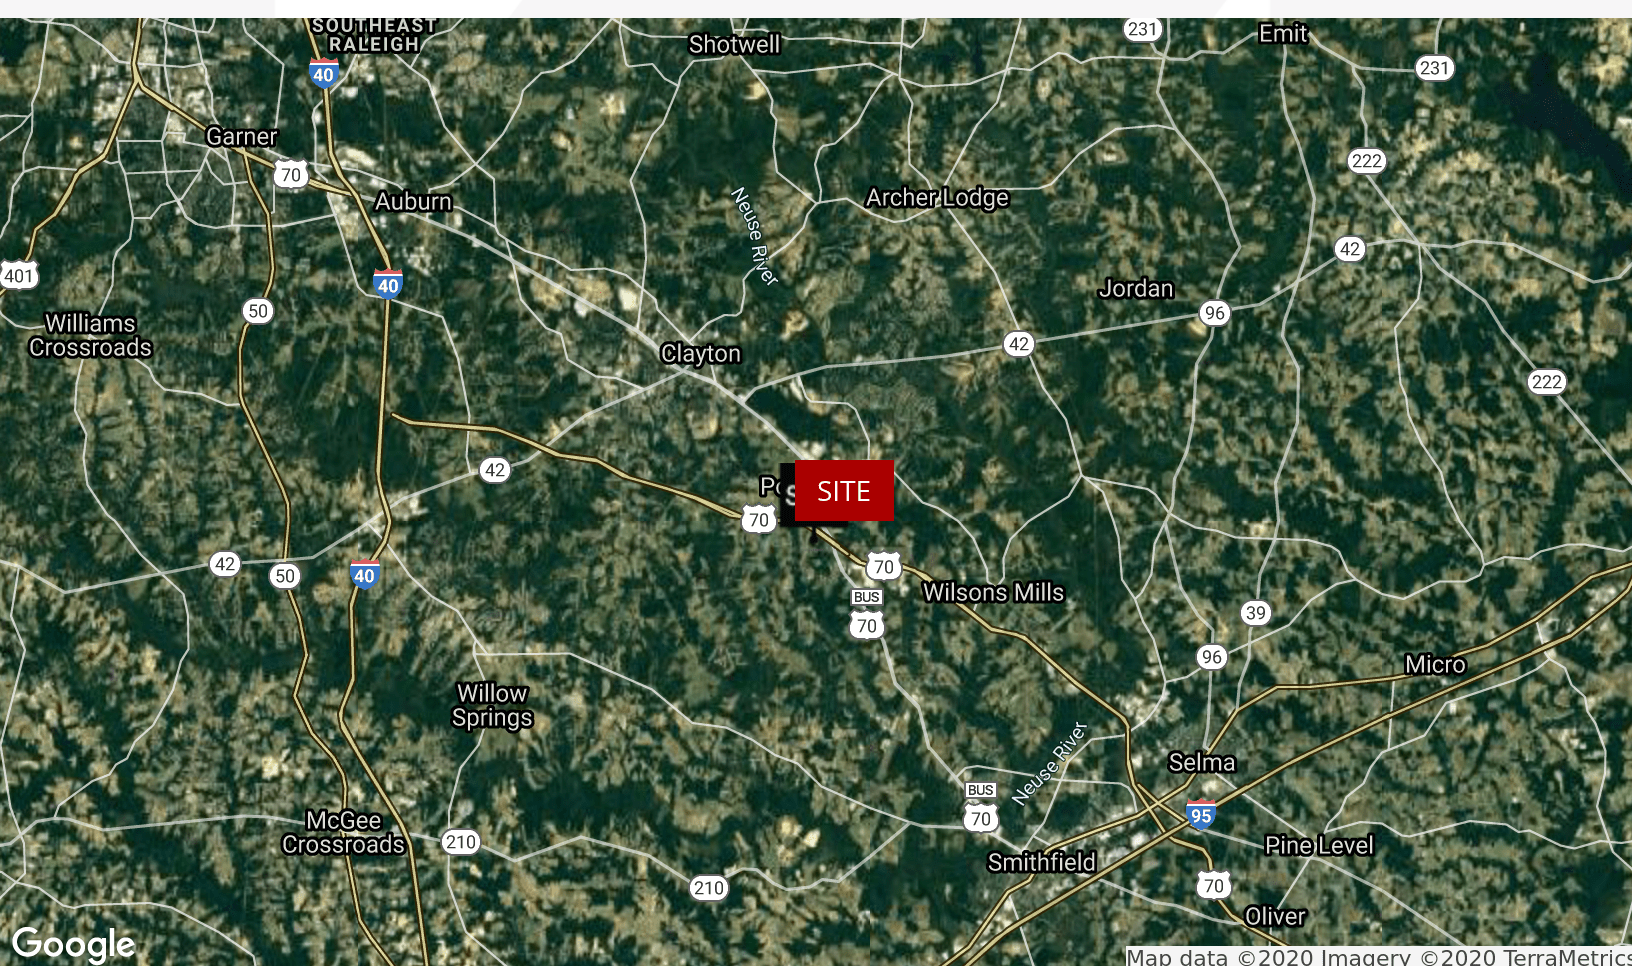 SOUTHEAST
RALEIGH
Shotwell
231
Emit
40
231
Garner
222
70
Auburn
Archer Lodge
Neuse River
42
401
40
Jordan
50
96
Williams
Crossroads
42
Clayton
222
42
SITE
70
42
70
50
40
BUS
Wilsons Mills
70
39
96
Micro
Willow
Springs
Neuse River
Selma
BUS
70
95
McGee
Crossroads
210
Pine Level
Smithfield
210
70
Oliver
Google
Map data ©2020 Imagery ©2020 TerraMetrics